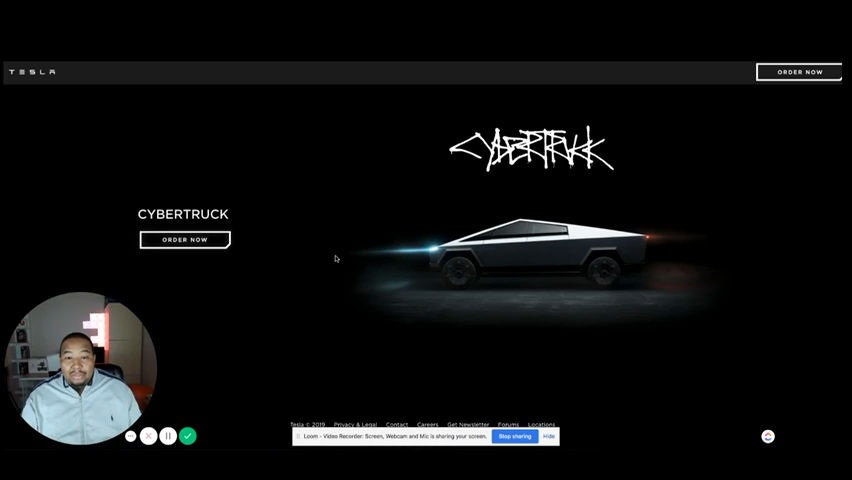 TESLA
ORDER NOW
CYBERTRUCK
CYBERTRUCK
ORDER NOW
Tesla © 2019 Privacy & Legal Contact Careers Get Newsletter Forums Locations
Loom - Video Recorder: Screen, Webcam and Mic is sharing your screen. Stop sharing Hide